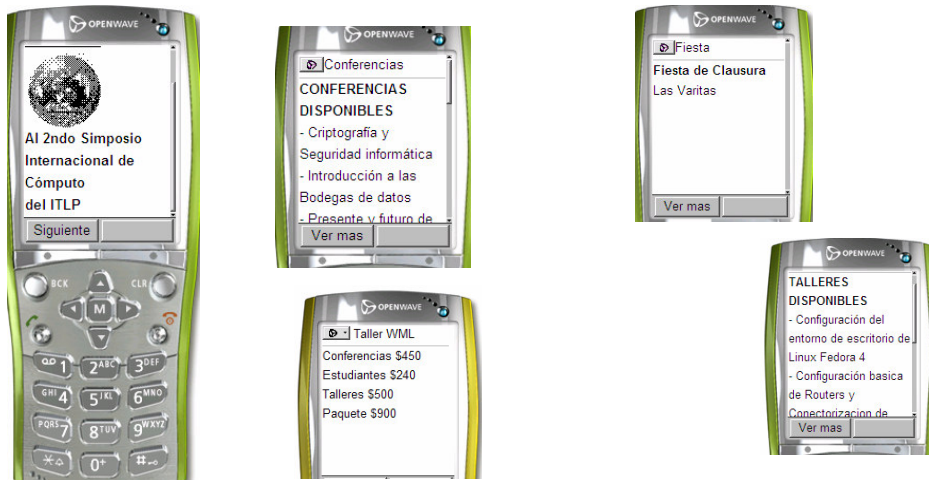 OPENWAVE
Al 2ndo Simposio
Internacional de
Cómputo
del ITLP
Siguiente
BCK
CLR
M
1
2ABC
3DEF
GHI4
5JKL
6MNO
PQRS7
8TUV
9WXYZ
0+
#
OPENWAVE
Conferencias
CONFERENCIAS
DISPONIBLES
- Criptografía y
Seguridad informática
- Introducción a las
Bodegas de datos
- Presente y futuro de
Ver mas
OPENWAVE
Fiesta
Fiesta de Clausura
Las Varitas
Ver mas
OPENWAVE
Taller WML
Conferencias $450
Estudiantes $240
Talleres $500
Paquete $900
OPENWAVE
TALLERES
DISPONIBLES
- Configuración del
entorno de escritorio de
Linux Fedora 4
- Configuración basica
de Routers y
Conectorizacion de
Ver mas